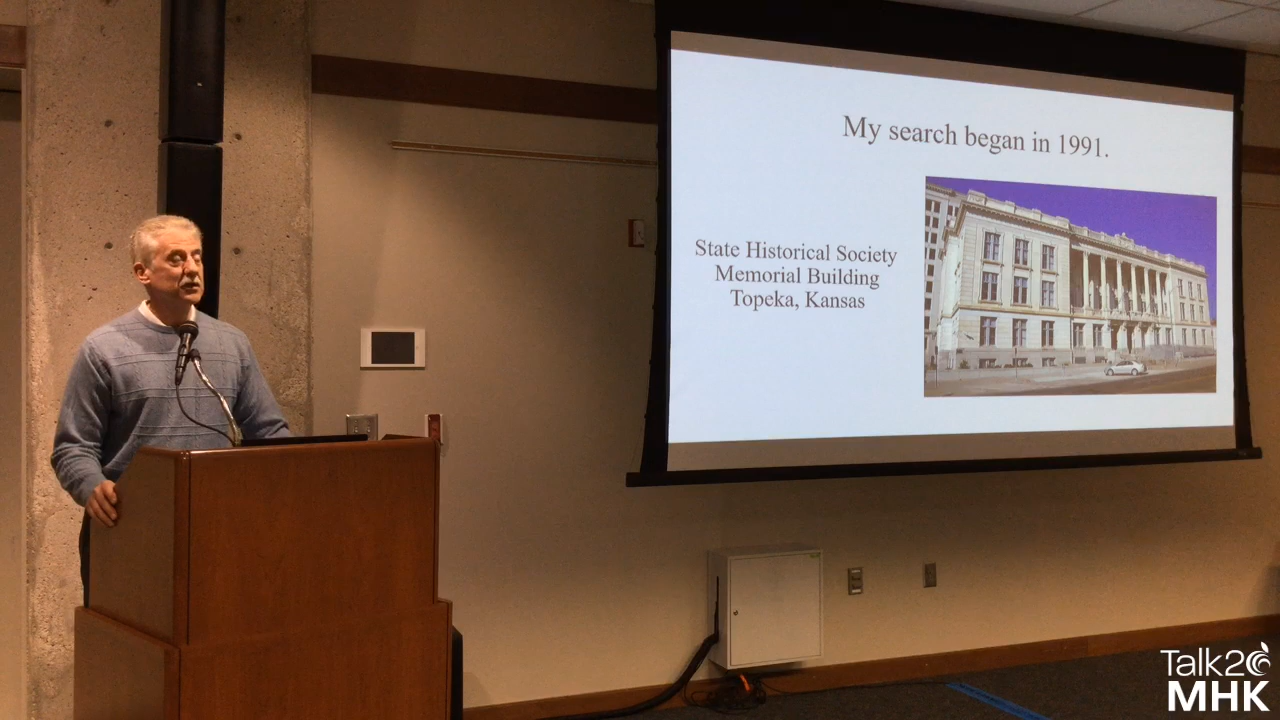 My search began in 1991.
State Historical Society
Memorial Building
Topeka, Kansas
Talk20
MHK